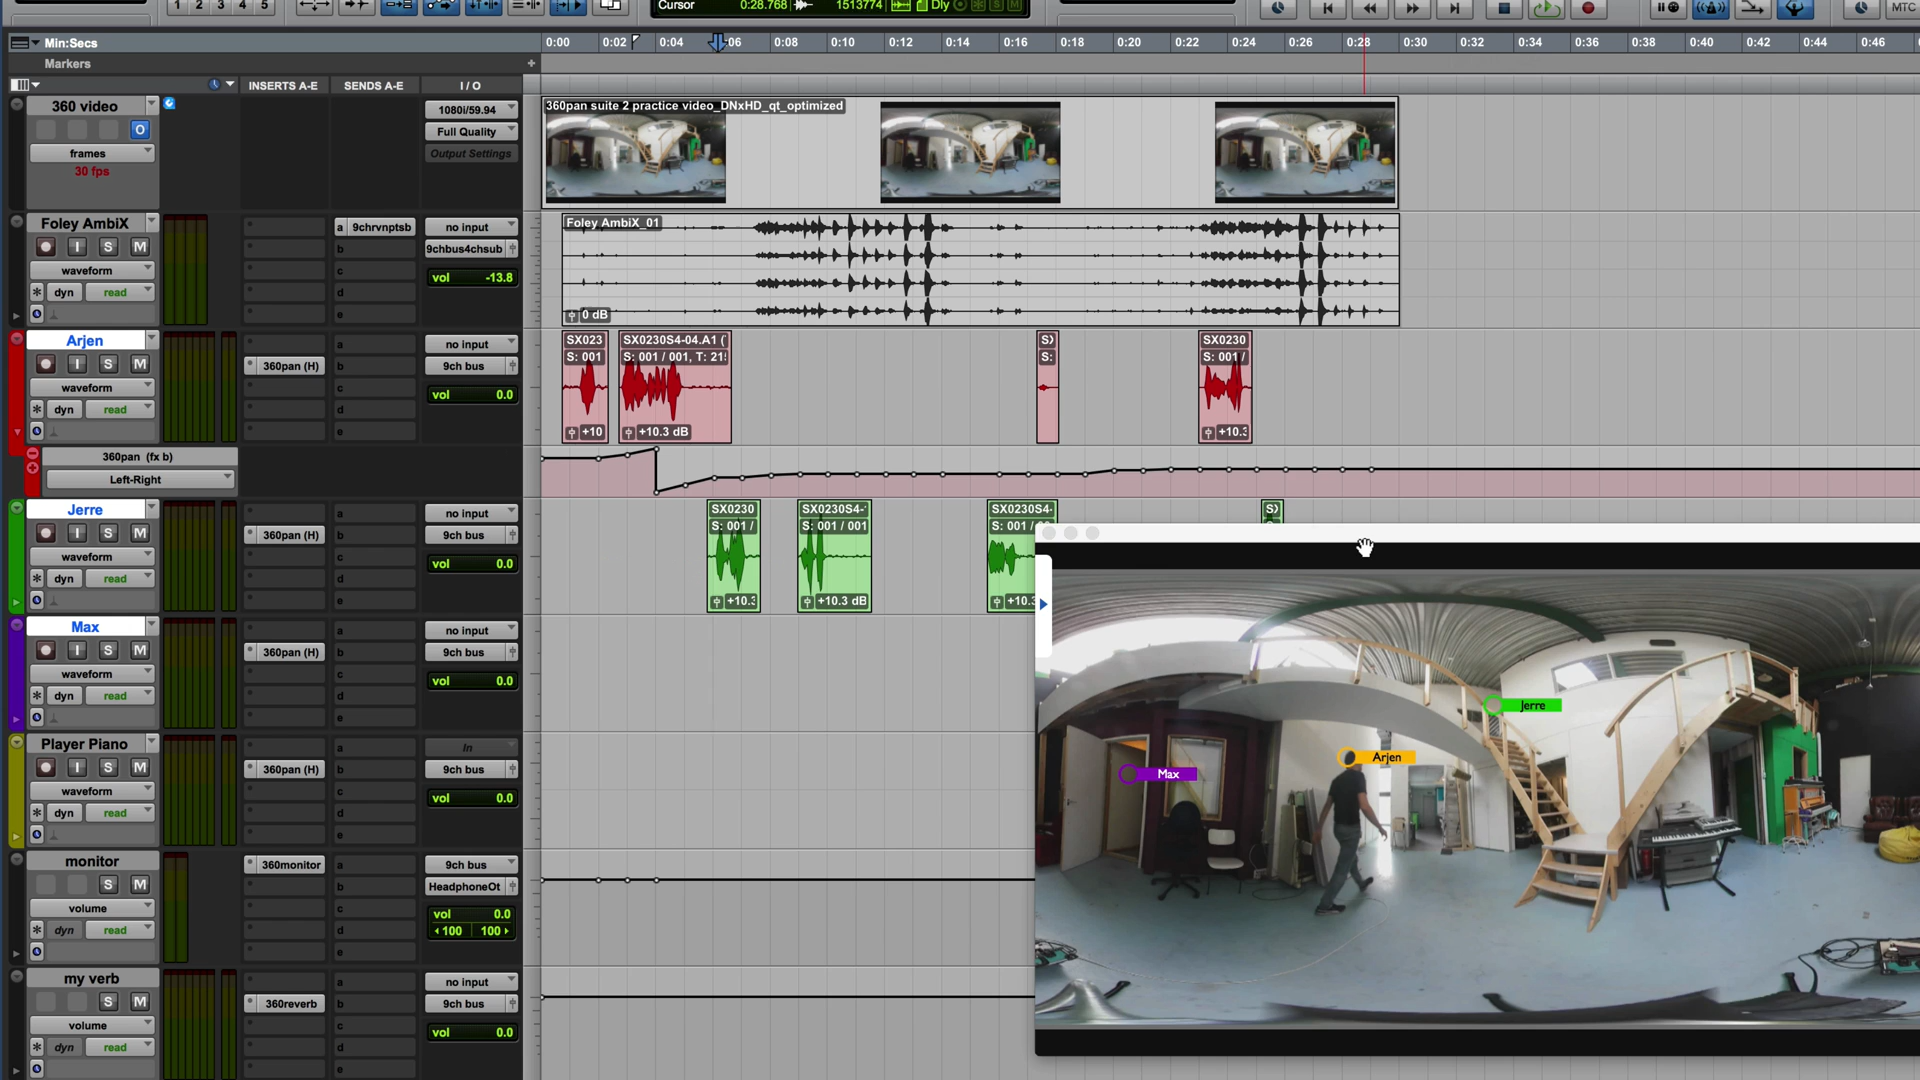 1 2 3 4 5
Cursor 0:28.768 1513774 Dly S M
MTC
Min:Secs 0:00 0:02 0:04 06 0:08 0:10 0:12 0:14 0:16 0:18 0:20 0:22 0:24 0:26 0:28 0:30 0:32 0:34 0:36 0:38 0:40 0:42 0:44 0:46
Markers
INSERTS A-E SENDS A-E I / O
360 video 1080i/59.94 360pan suite 2 practice video_DNxHD_qt_optimized
O Full Quality
frames Output Settings
30 fps
Foley AmbiX a 9chrvnptsb no input Foley AmbiX_01
I S M b 9chbus4chsub
waveform c vol -13.8
dyn read d
e 0 dB
Arjen a no input SX023 SX0230S4-04.A1 ( SX0230
I S M 360pan (H) b 9ch bus S: 001 S: 001 / 001, T: 21 S: S: 001 /
waveform c vol 0.0
dyn read d
e +10 +10.3 dB +10.3
360pan (fx b)
Left-Right
Jerre a no input SX0230 SX0230S4- SX0230S4-
I S M 360pan (H) b 9ch bus S: 001 / S: 001 / 001 S: 001 /
waveform c vol 0.0
dyn read d
e +10.3 +10.3 dB +10.3
Max a no input
I S M 360pan (H) b 9ch bus
waveform c vol 0.0
dyn read d
e
Jerre
Arjen
Max
Player Piano a In
I S M 360pan (H) b 9ch bus
waveform c vol 0.0
dyn read d
e
monitor 360monitor a 9ch bus
S M b HeadphoneOt
volume c vol 0.0
dyn read d 100 100
e
my verb a no input
S M 360reverb b 9ch bus
volume c vol 0.0
dyn read d
e